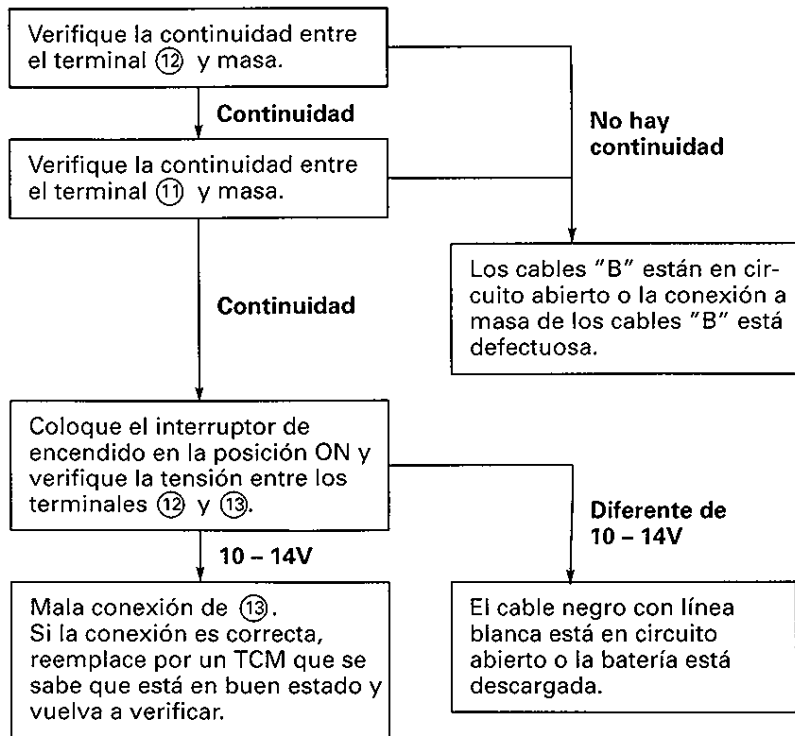 Verifique la continuidad entre
el terminal ⑫ y masa.
Continuidad
No hay
continuidad
Verifique la continuidad entre
el terminal ⑪ y masa.
Continuidad
Los cables "B" están en cir-
cuito abierto o la conexión a
masa de los cables "B" está
defectuosa.
Coloque el interruptor de
encendido en la posición ON y
verifique la tensión entre los
terminales ⑫ y ⑬.
10 – 14V
Diferente de
10 – 14V
Mala conexión de ⑬.
Si la conexión es correcta,
reemplace por un TCM que se
sabe que está en buen estado y
vuelva a verificar.
El cable negro con línea
blanca está en circuito
abierto o la batería está
descargada.